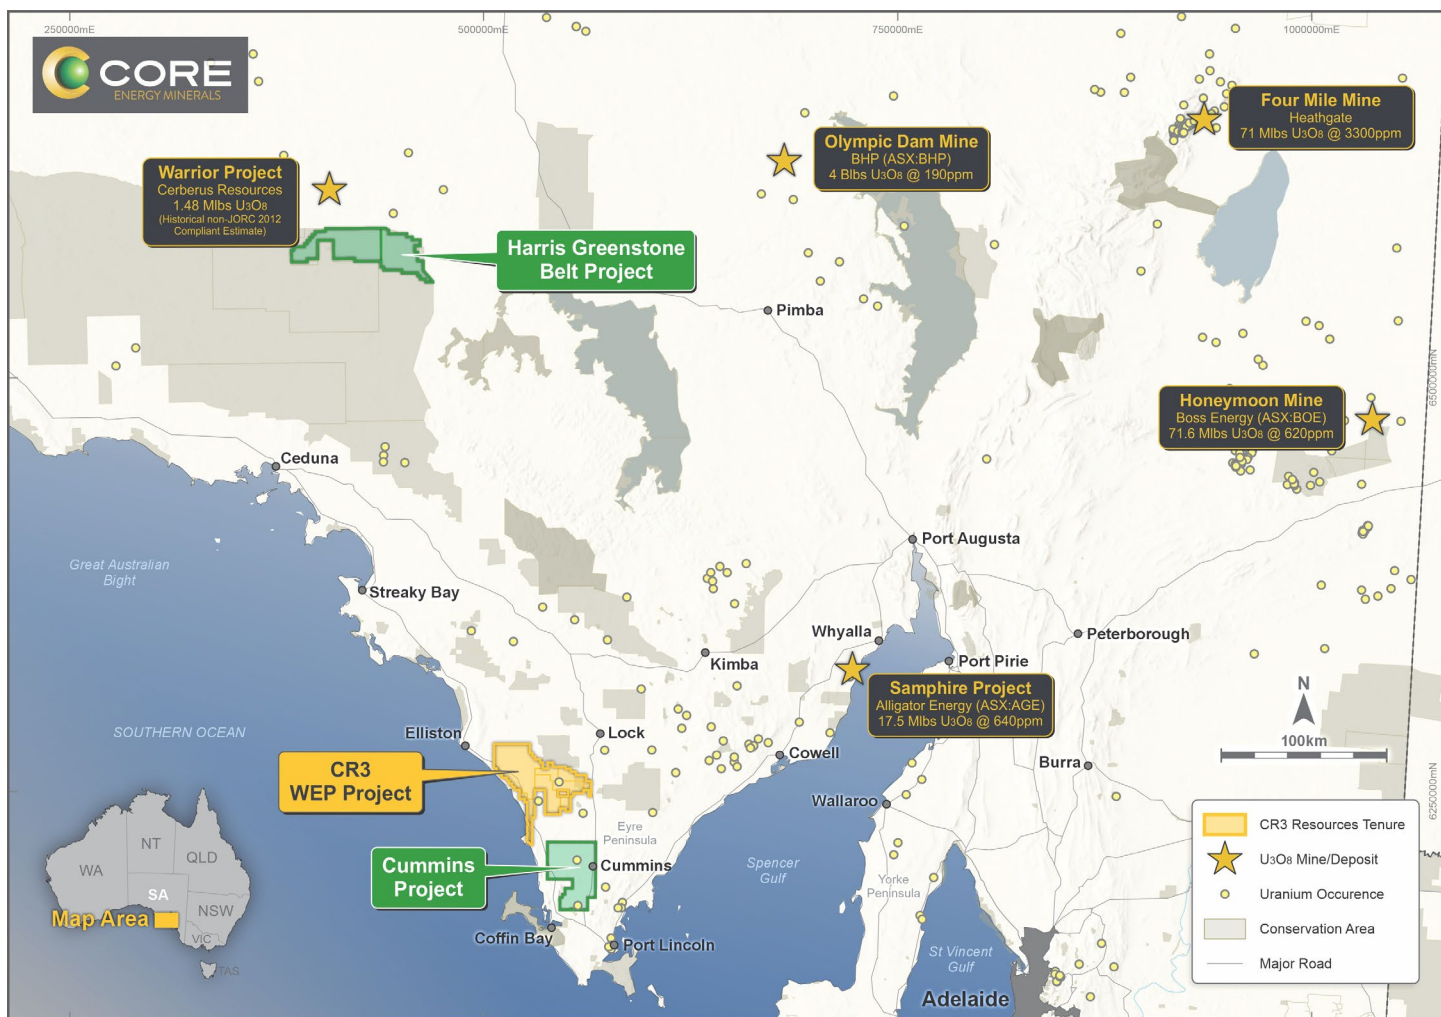 250000mE
500000mE
750000mE
1000000mE
CORE
ENERGY MINERALS
Four Mile Mine
Heathgate
71 Mlbs U3O8 @ 3300ppm
Olympic Dam Mine
BHP (ASX:BHP)
4 Blbs U3O8 @ 190ppm
Warrior Project
Cerberus Resources
1.48 Mlbs U3O8
(Historical non-JORC 2012
Compliant Estimate)
Harris Greenstone
Belt Project
Pimba
6500000mN
Honeymoon Mine
Boss Energy (ASX:BOE)
71.6 Mlbs U3O8 @ 620ppm
Ceduna
Port Augusta
Great Australian
Bight
Streaky Bay
Whyalla
Peterborough
Kimba
Port Pirie
Samphire Project
Alligator Energy (ASX:AGE)
17.5 Mlbs U3O8 @ 640ppm
N
100km
SOUTHERN OCEAN
Elliston
Lock
Cowell
Burra
CR3
WEP Project
Wallaroo
6250000mN
Eyre
Peninsula
Cummins
Project
Cummins
Spencer
Gulf
Yorke
Peninsula
Coffin Bay
Port Lincoln
St Vincent
Gulf
Adelaide
WA
NT
QLD
SA
NSW
VIC
TAS
Map Area
CR3 Resources Tenure
U3O8 Mine/Deposit
Uranium Occurence
Conservation Area
Major Road